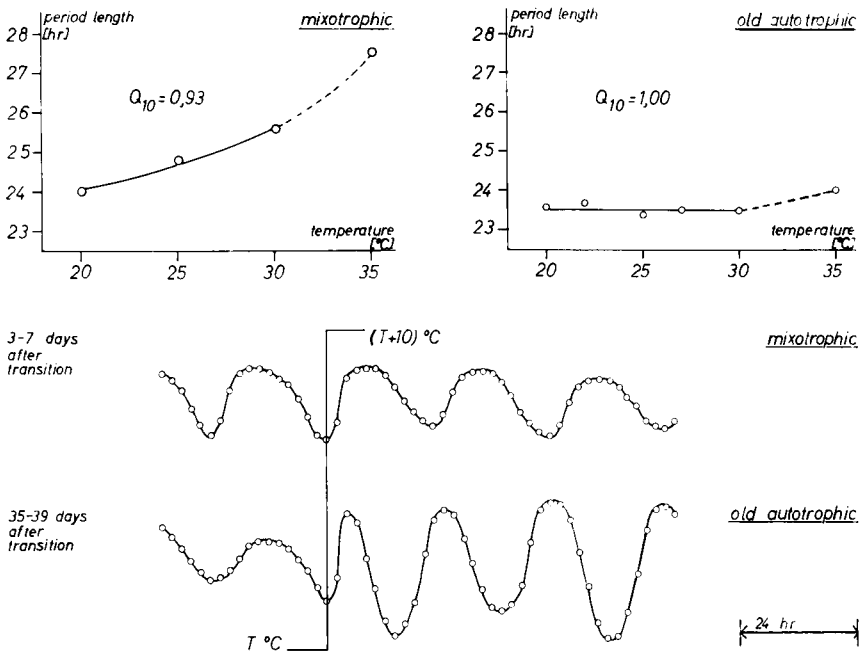 period length
[hr]
mixotrophic
28
27
26
25
24
23
Q10 = 0,93
temperature
[°C]
20
25
30
35
period length
[hr]
old autotrophic
28
27
26
25
24
23
Q10 = 1,00
temperature
[°C]
20
25
30
35
3-7 days
after
transition
(T+10) °C
mixotrophic
35-39 days
after
transition
old autotrophic
T °C
24 hr